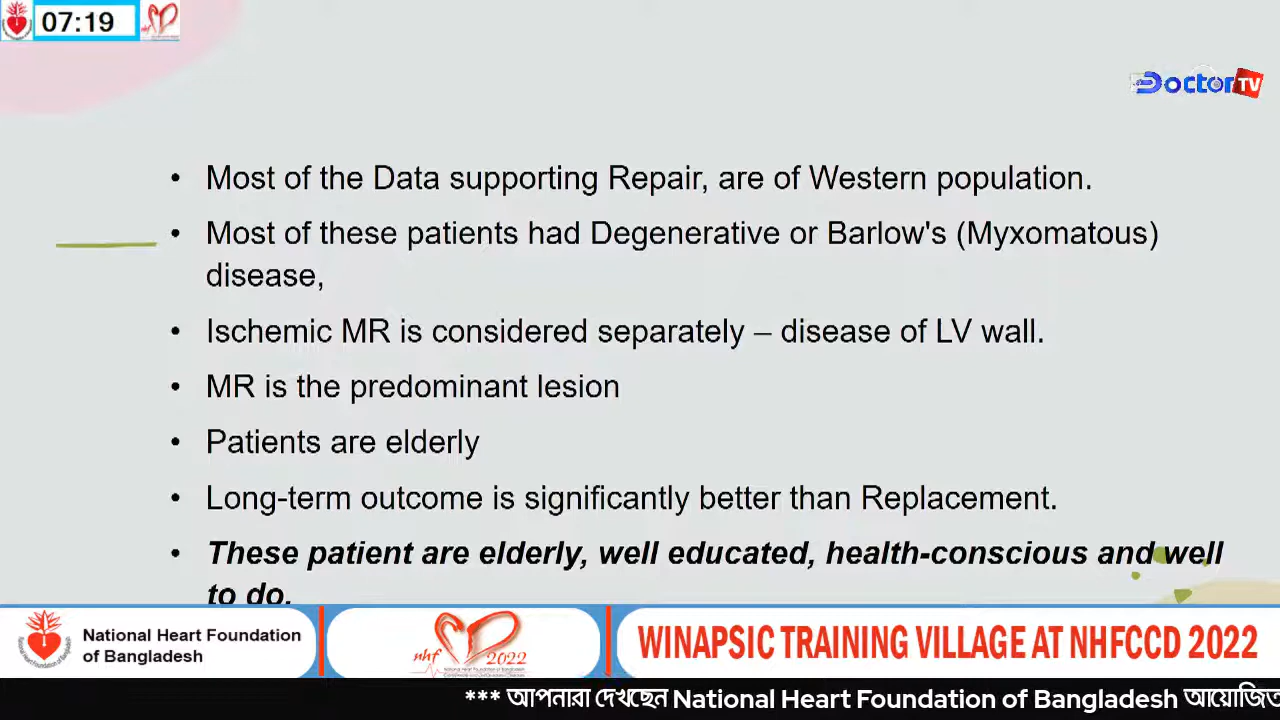 07:19
Doctor TV
• Most of the Data supporting Repair, are of Western population.
• Most of these patients had Degenerative or Barlow's (Myxomatous)
disease,
• Ischemic MR is considered separately – disease of LV wall.
• MR is the predominant lesion
• Patients are elderly
• Long-term outcome is significantly better than Replacement.
• These patient are elderly, well educated, health-conscious and well
to do.
National Heart Foundation
of Bangladesh
nhf 2022
WINAPSIC TRAINING VILLAGE AT NHFCCD 2022
*** আপনারা দেখছেন National Heart Foundation of Bangladesh আয়োজিত